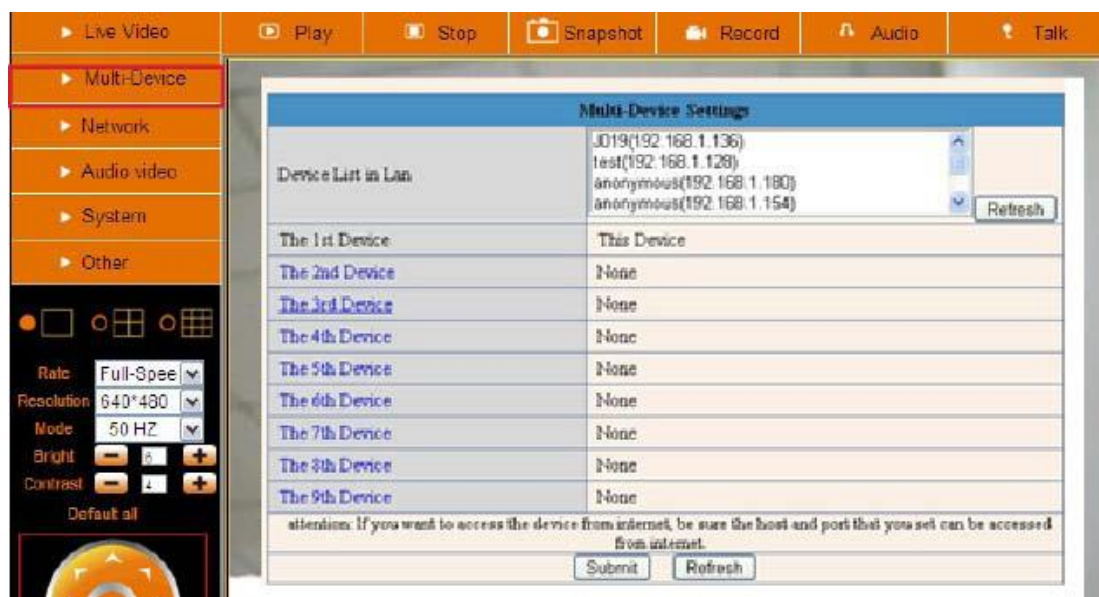 Live Video
Play
Stop
Snapshot
Record
Audio
Talk
Multi-Device
Network
Audio video
System
Other
Rate Full-Spee
Resolution 640*480
Mode 50 HZ
Bright 6
Contrast 4
Default all
Multi-Device Settings
Device List in Lan
J019(192.168.1.136)
test(192.168.1.128)
anonymous(192.168.1.180)
anonymous(192.168.1.154)
Refresh
The 1st Device This Device
The 2nd Device None
The 3rd Device None
The 4th Device None
The 5th Device None
The 6th Device None
The 7th Device None
The 8th Device None
The 9th Device None
attention: If you want to access the device from internet, be sure the host and port that you set can be accessed
from internet.
Submit Refresh